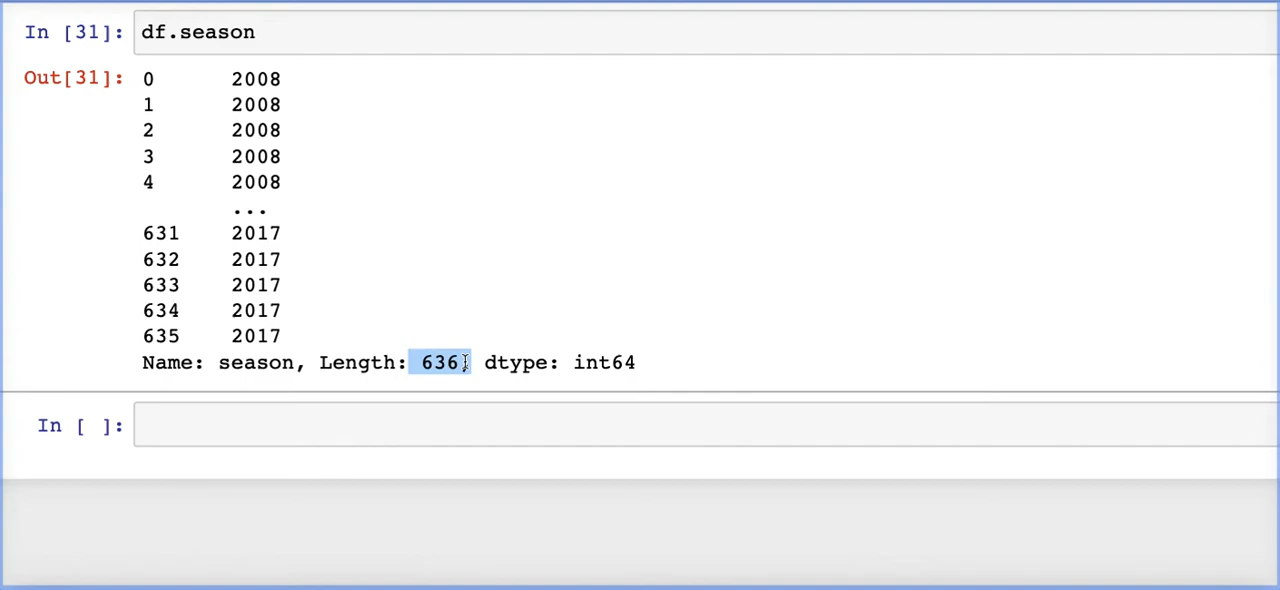 In [31]: df.season
Out[31]: 0 2008
1 2008
2 2008
3 2008
4 2008
...
631 2017
632 2017
633 2017
634 2017
635 2017
Name: season, Length: 636, dtype: int64
In [ ]: